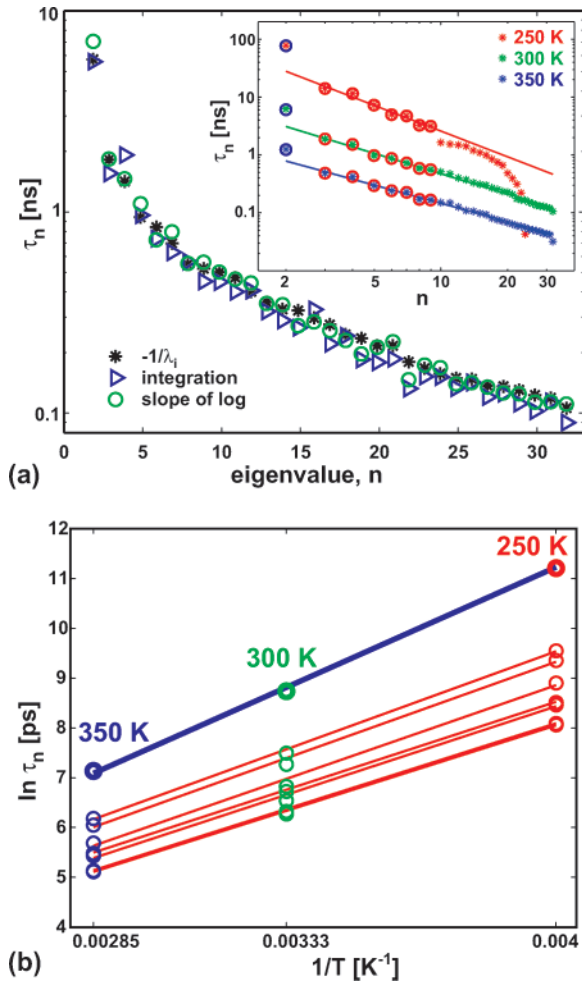 10
1
0.1
τn [ns]
0 5 10 15 20 25 30
eigenvalue, n
* -1/λi
integration
slope of log
100
10
1
0.1
τn [ns]
2 5 10 20 30
n
* 250 K
* 300 K
* 350 K
(a)
12
11
10
9
8
7
6
5
4
ln τn [ps]
250 K
300 K
350 K
0.00285 0.00333 0.004
1/T [K-1]
(b)